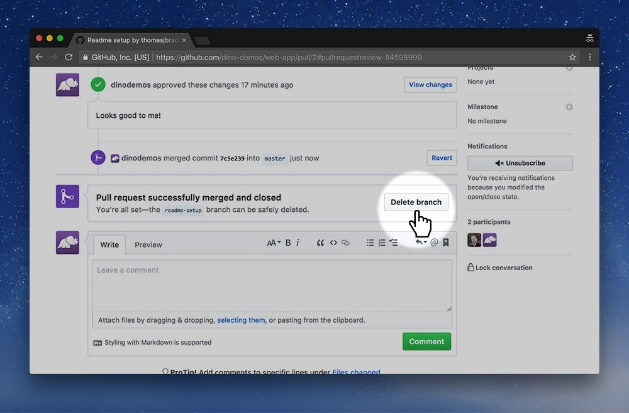 Readme setup by thomasjbrad
GitHub, Inc. [US] https://github.com/dino-demos/web-app/pull/2#pullrequestreview-84599999
Projects
None yet
dinodemos approved these changes 17 minutes ago
View changes
Looks good to me!
Milestone
No milestone
dinodemos merged commit 7c5e239 into master just now
Revert
Notifications
Unsubscribe
You're receiving notifications
because you modified the
open/close state.
Pull request successfully merged and closed
You're all set—the readme-setup branch can be safely deleted.
Delete branch
2 participants
Write
Preview
AA
B
i
Lock conversation
Leave a comment
Attach files by dragging & dropping, selecting them, or pasting from the clipboard.
Styling with Markdown is supported
Comment
ProTip! Add comments to specific lines under Files changed